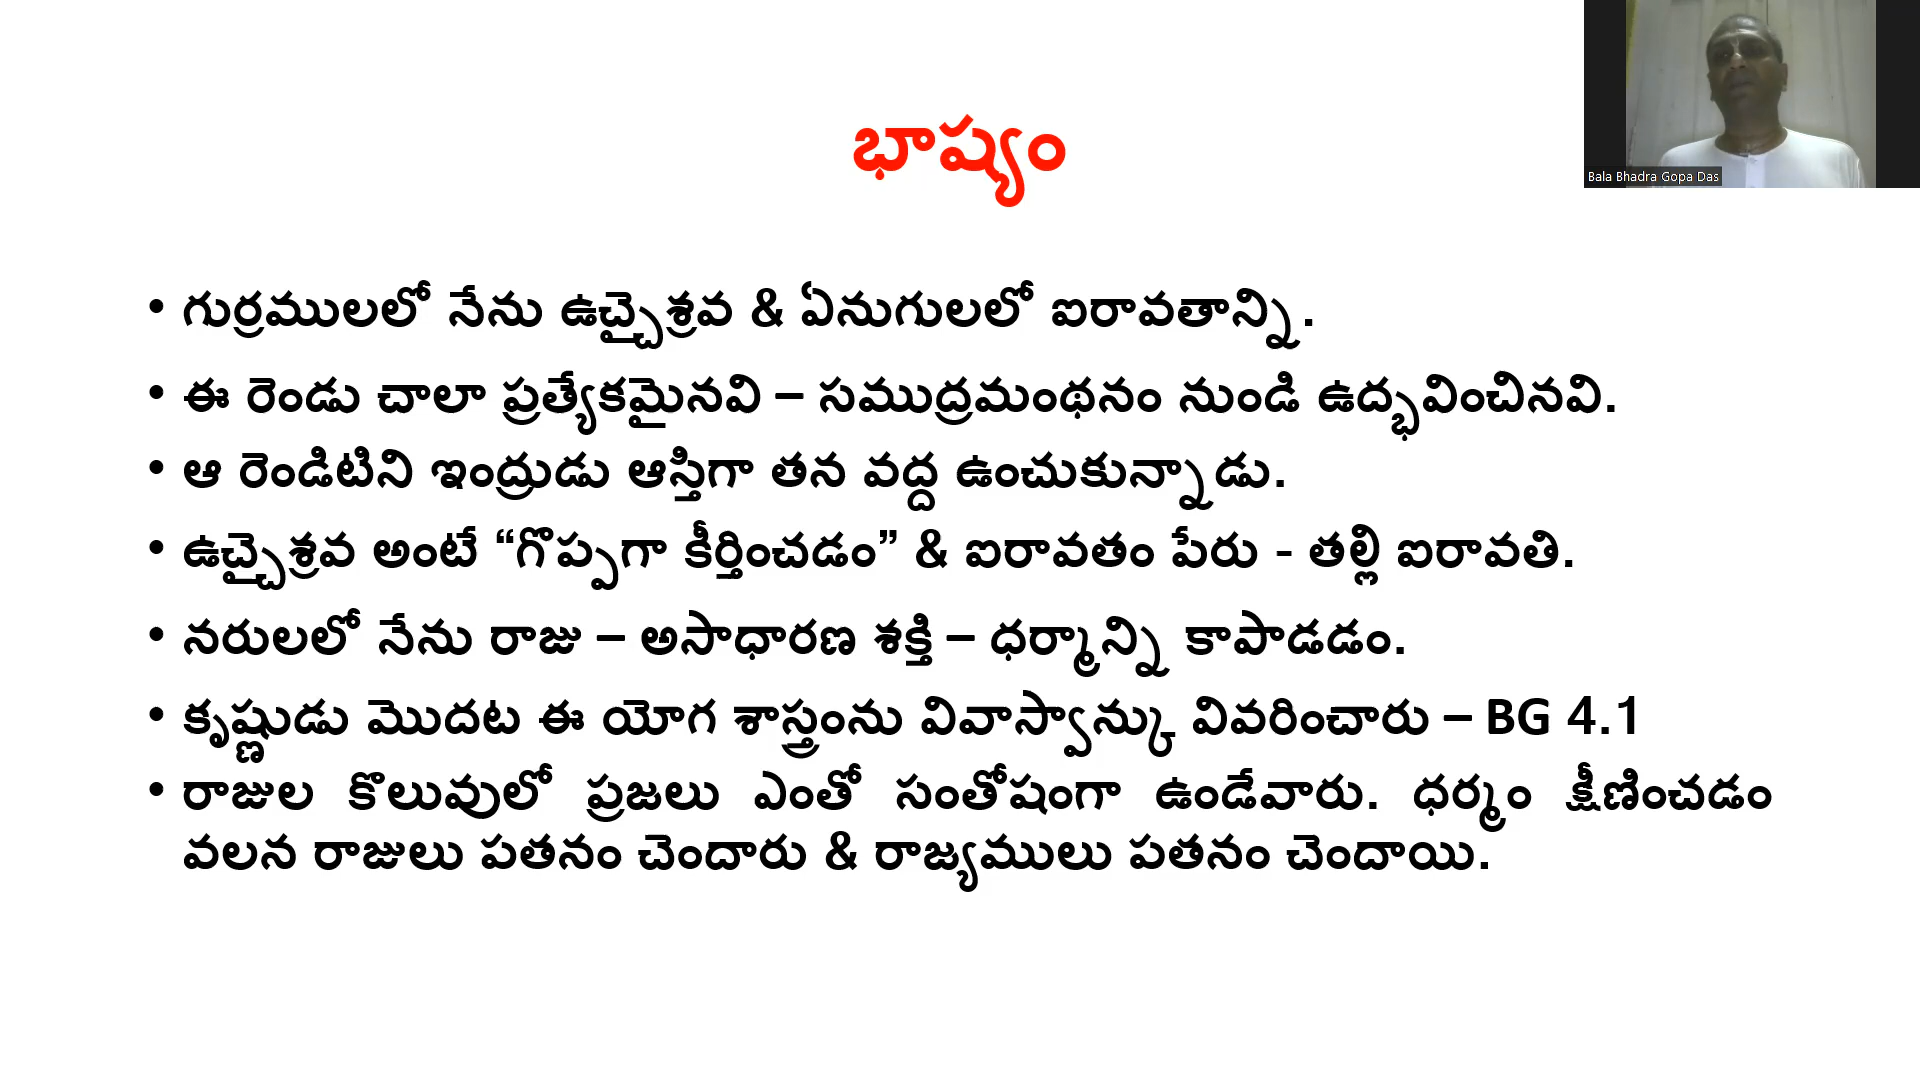 Bala Bhadra Gopa Das
భాష్యం
• గుర్రములలో నేను ఉచ్చైశ్రవ & ఏనుగులలో ఐరావతాన్ని.
• ఈ రెండు చాలా ప్రత్యేకమైనవి – సముద్రమంథనం నుండి ఉద్భవించినవి.
• ఆ రెండిటిని ఇంద్రుడు ఆస్తిగా తన వద్ద ఉంచుకున్నాడు.
• ఉచ్చైశ్రవ అంటే “గొప్పగా కీర్తించడం” & ఐరావతం పేరు - తల్లి ఐరావతి.
• నరులలో నేను రాజు – అసాధారణ శక్తి – ధర్మాన్ని కాపాడడం.
• కృష్ణుడు మొదట ఈ యోగ శాస్త్రంను వివాస్వాన్కు వివరించారు – BG 4.1
• రాజుల కొలువులో ప్రజలు ఎంతో సంతోషంగా ఉండేవారు. ధర్మం క్షీణించడం
వలన రాజులు పతనం చెందారు & రాజ్యములు పతనం చెందాయి.